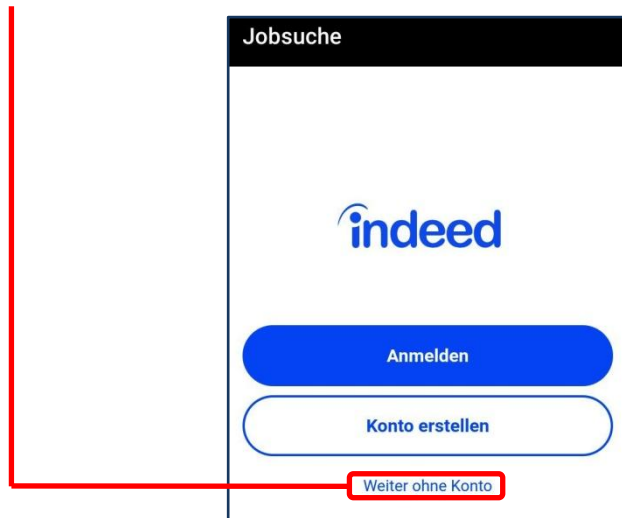 Jobsuche
indeed
Anmelden
Konto erstellen
Weiter ohne Konto